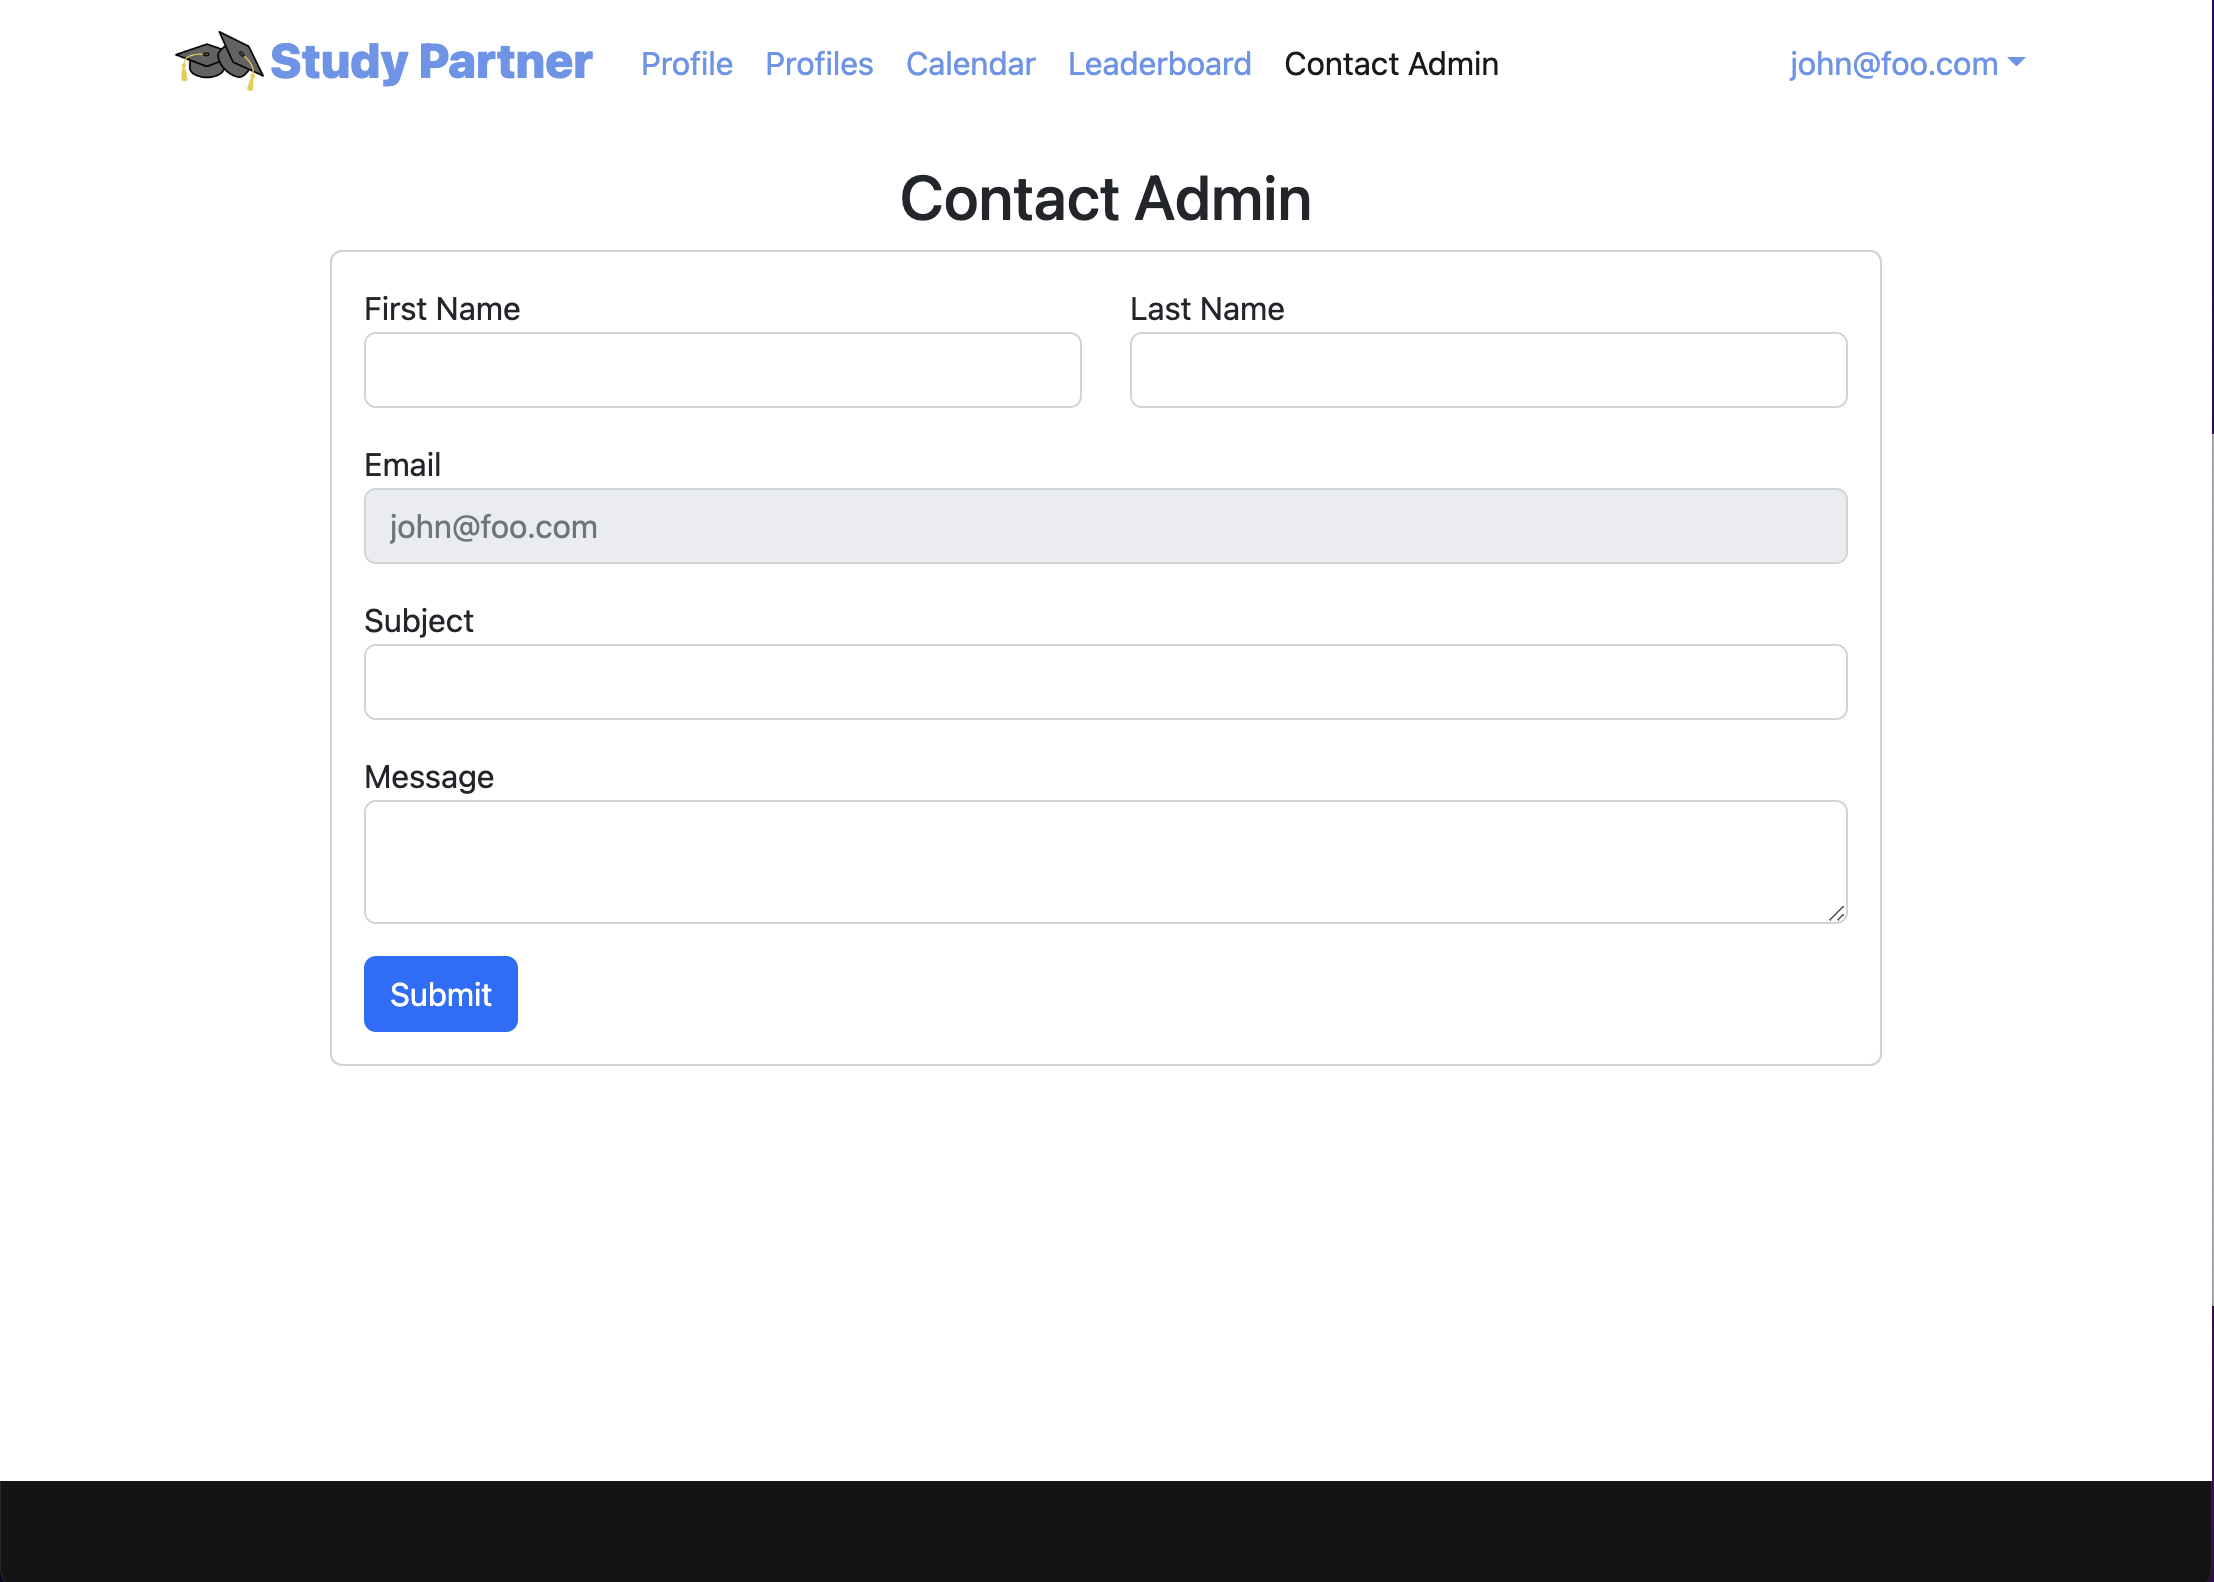 Study Partner Profile Profiles Calendar Leaderboard Contact Admin john@foo.com
Contact Admin
First Name Last Name
Email
john@foo.com
Subject
Message
Submit